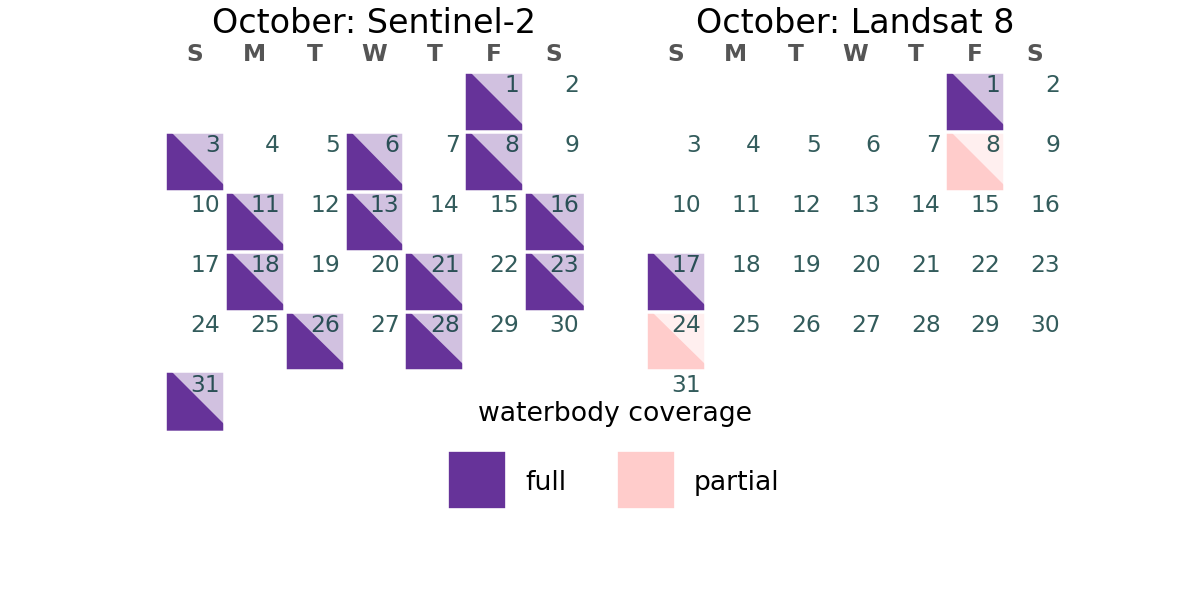 October: Sentinel-2
S M T W T F S
1 2
3 4 5 6 7 8 9
10 11 12 13 14 15 16
17 18 19 20 21 22 23
24 25 26 27 28 29 30
31
October: Landsat 8
S M T W T F S
1 2
3 4 5 6 7 8 9
10 11 12 13 14 15 16
17 18 19 20 21 22 23
24 25 26 27 28 29 30
31
waterbody coverage
full partial